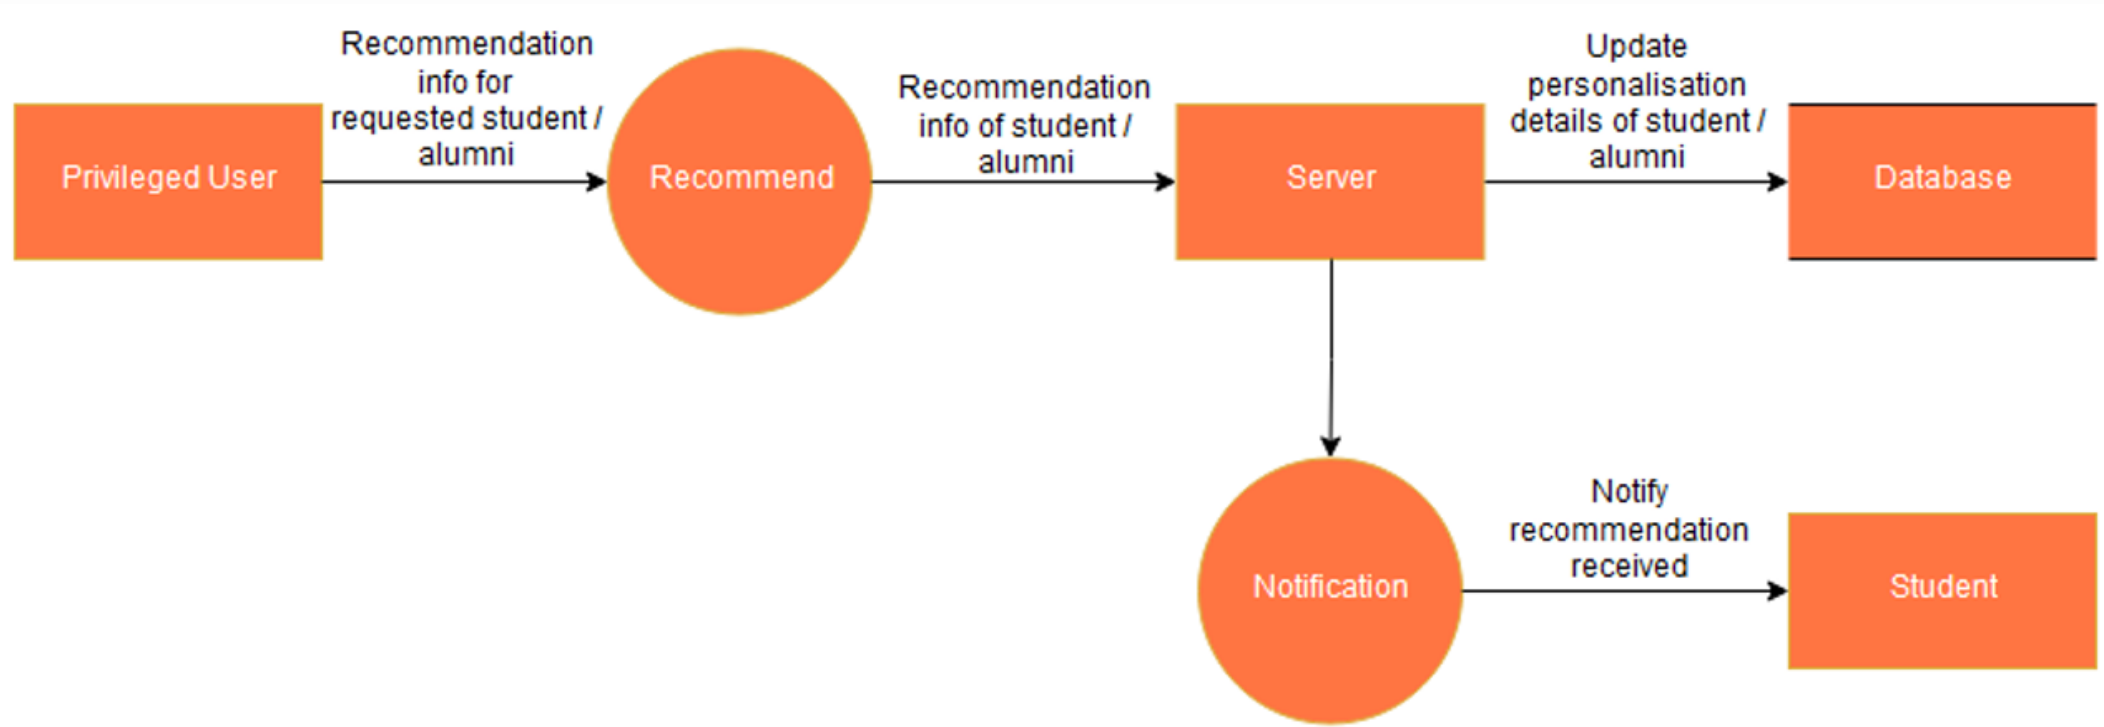 Privileged User
Recommendation
info for
requested student /
alumni
Recommend
Recommendation
info of student /
alumni
Server
Update
personalisation
details of student /
alumni
Database
Notification
Notify
recommendation
received
Student